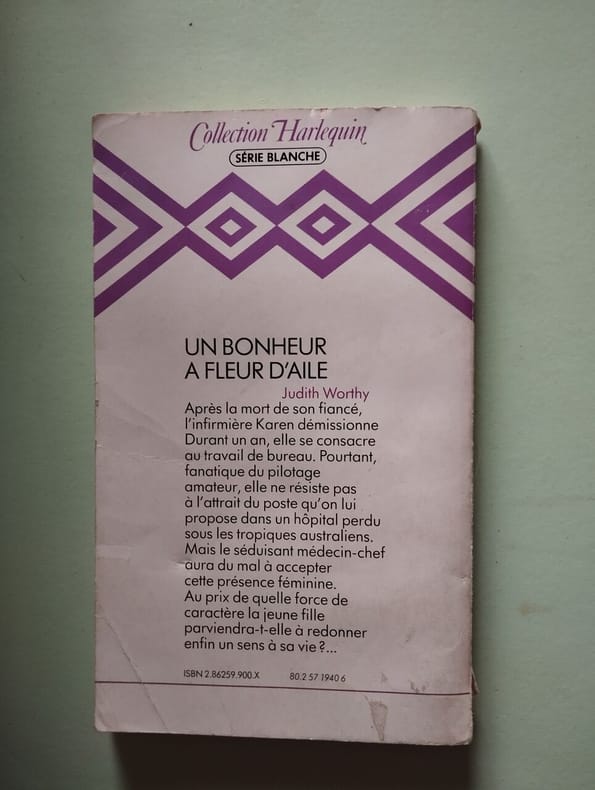 Collection Harlequin
SÉRIE BLANCHE
UN BONHEUR
A FLEUR D'AILE
Judith Worthy
Après la mort de son fiancé,
l'infirmière Karen démissionne
Durant un an, elle se consacre
au travail de bureau. Pourtant,
fanatique du pilotage
amateur, elle ne résiste pas
à l'attrait du poste qu'on lui
propose dans un hôpital perdu
sous les tropiques australiens.
Mais le séduisant médecin-chef
aura du mal à accepter
cette présence féminine.
Au prix de quelle force de
caractère la jeune fille
parviendra-t-elle à redonner
enfin un sens à sa vie?...
ISBN 2.86259.900.X 80.2 57 1940 6